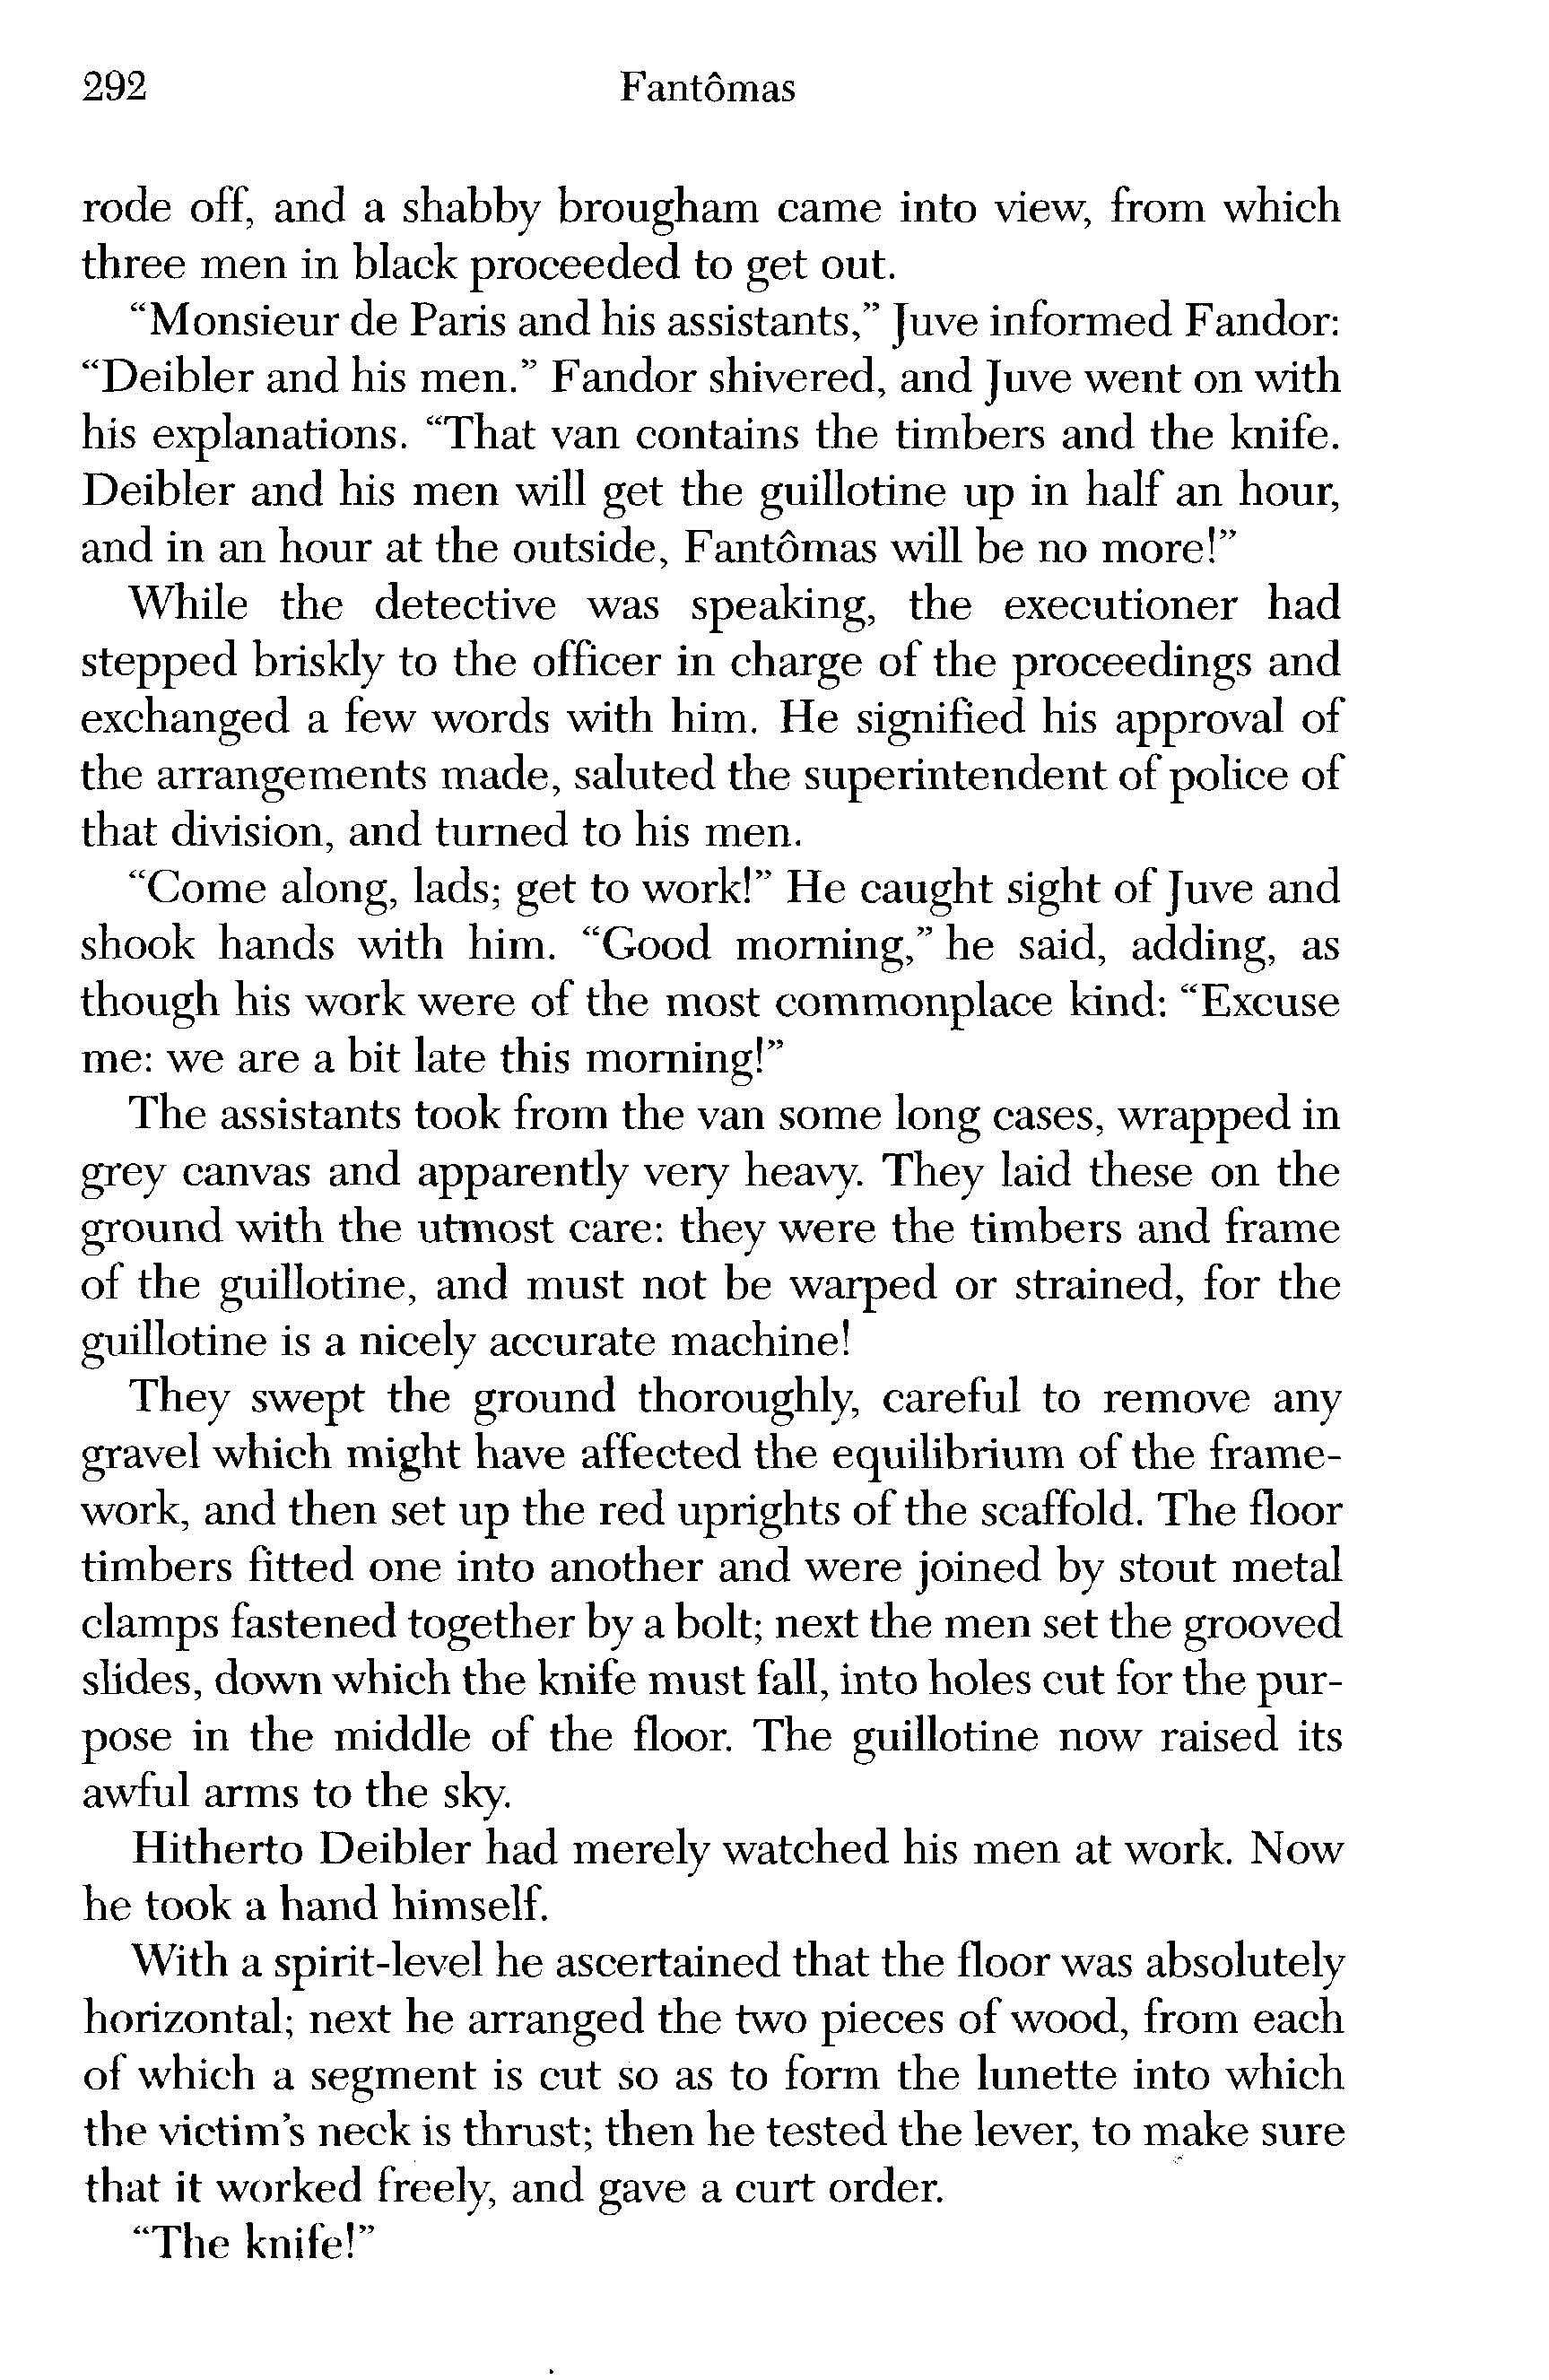 292 Fantômas
rode off, and a shabby brougham came into view, from which
three men in black proceeded to get out.
“Monsieur de Paris and his assistants,” Juve informed Fandor:
“Deibler and his men.” Fandor shivered, and Juve went on with
his explanations. “That van contains the timbers and the knife.
Deibler and his men will get the guillotine up in half an hour,
and in an hour at the outside, Fantômas will be no more!”
While the detective was speaking, the executioner had
stepped briskly to the officer in charge of the proceedings and
exchanged a few words with him. He signified his approval of
the arrangements made, saluted the superintendent of police of
that division, and turned to his men.
“Come along, lads; get to work!” He caught sight of Juve and
shook hands with him. “Good morning,” he said, adding, as
though his work were of the most commonplace kind: “Excuse
me: we are a bit late this morning!”
The assistants took from the van some long cases, wrapped in
grey canvas and apparently very heavy. They laid these on the
ground with the utmost care: they were the timbers and frame
of the guillotine, and must not be warped or strained, for the
guillotine is a nicely accurate machine!
They swept the ground thoroughly, careful to remove any
gravel which might have affected the equilibrium of the frame-
work, and then set up the red uprights of the scaffold. The floor
timbers fitted one into another and were joined by stout metal
clamps fastened together by a bolt; next the men set the grooved
slides, down which the knife must fall, into holes cut for the pur-
pose in the middle of the floor. The guillotine now raised its
awful arms to the sky.
Hitherto Deibler had merely watched his men at work. Now
he took a hand himself.
With a spirit-level he ascertained that the floor was absolutely
horizontal; next he arranged the two pieces of wood, from each
of which a segment is cut so as to form the lunette into which
the victim’s neck is thrust; then he tested the lever, to make sure
that it worked freely, and gave a curt order.
“The knife!”